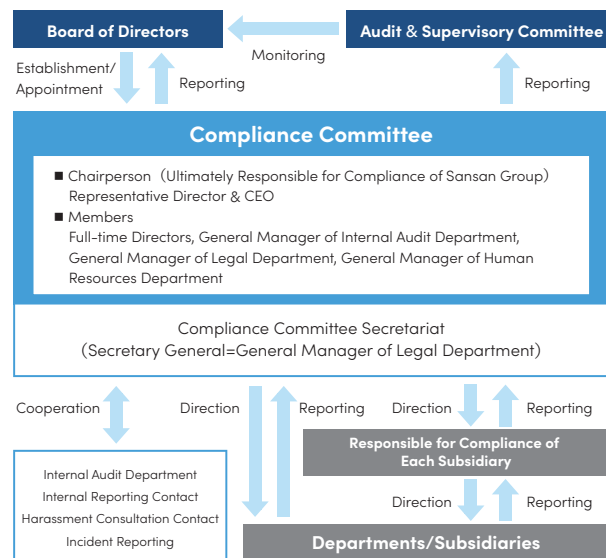 Board of Directors
Audit & Supervisory Committee
Monitoring
Establishment/
Appointment
Reporting
Reporting
Compliance Committee
■ Chairperson（Ultimately Responsible for Compliance of Sansan Group）
Representative Director & CEO
■ Members
Full-time Directors, General Manager of Internal Audit Department,
General Manager of Legal Department, General Manager of Human
Resources Department
Compliance Committee Secretariat
(Secretary General=General Manager of Legal Department)
Cooperation
Direction
Reporting
Direction
Reporting
Responsible for Compliance of
Each Subsidiary
Internal Audit Department
Internal Reporting Contact
Harassment Consultation Contact
Incident Reporting
Direction
Reporting
Departments/Subsidiaries